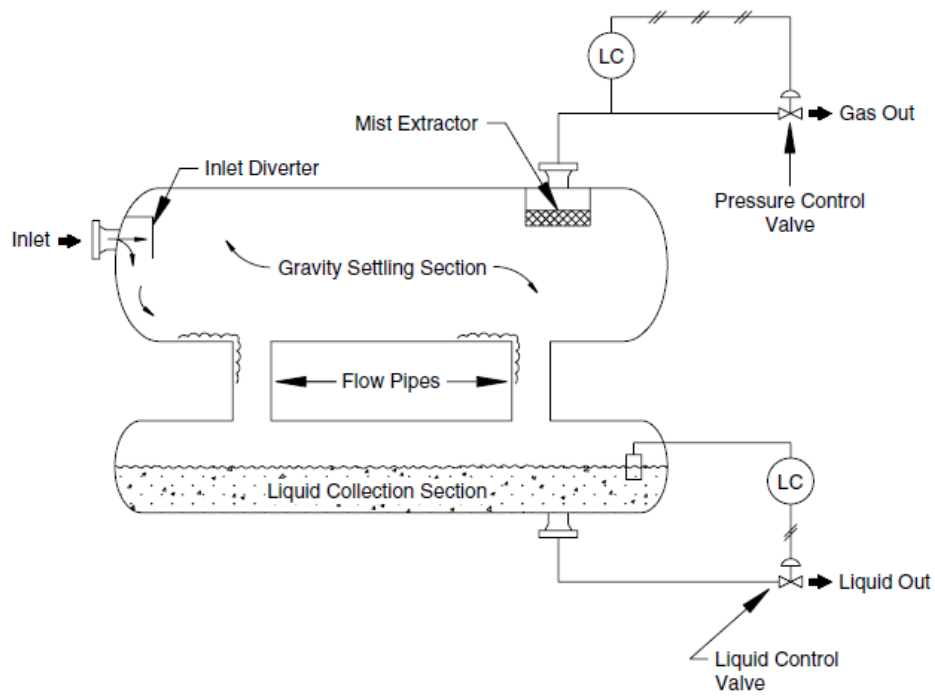 LC
Mist Extractor
Gas Out
Inlet Diverter
Pressure Control
Valve
Inlet
Gravity Settling Section
Flow Pipes
Liquid Collection Section
LC
Liquid Out
Liquid Control
Valve